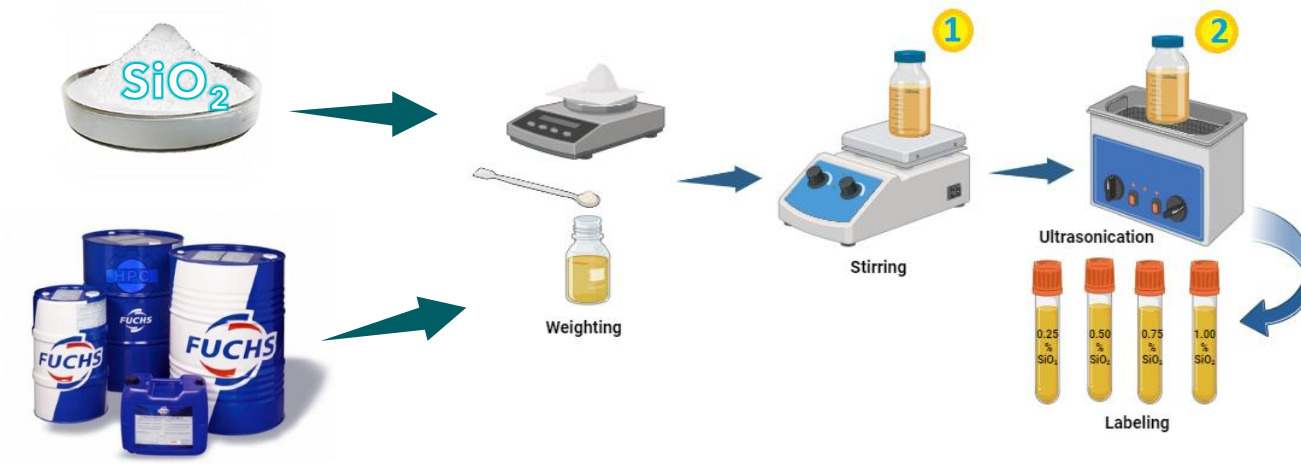 SiO₂
1
2
HPC
FUCHS
FUCHS
FUCHS
Weighting
Stirring
Ultrasonication
0.25
%
SiO₂
0.50
%
SiO₂
0.75
%
SiO₂
1.00
%
SiO₂
Labeling